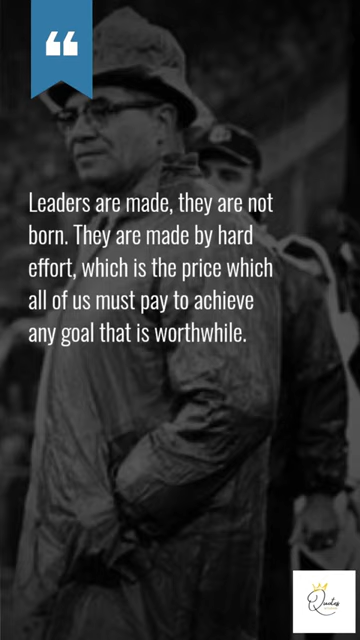 Leaders are made, they are not
born. They are made by hard
effort, which is the price which
all of us must pay to achieve
any goal that is worthwhile.
Quotes